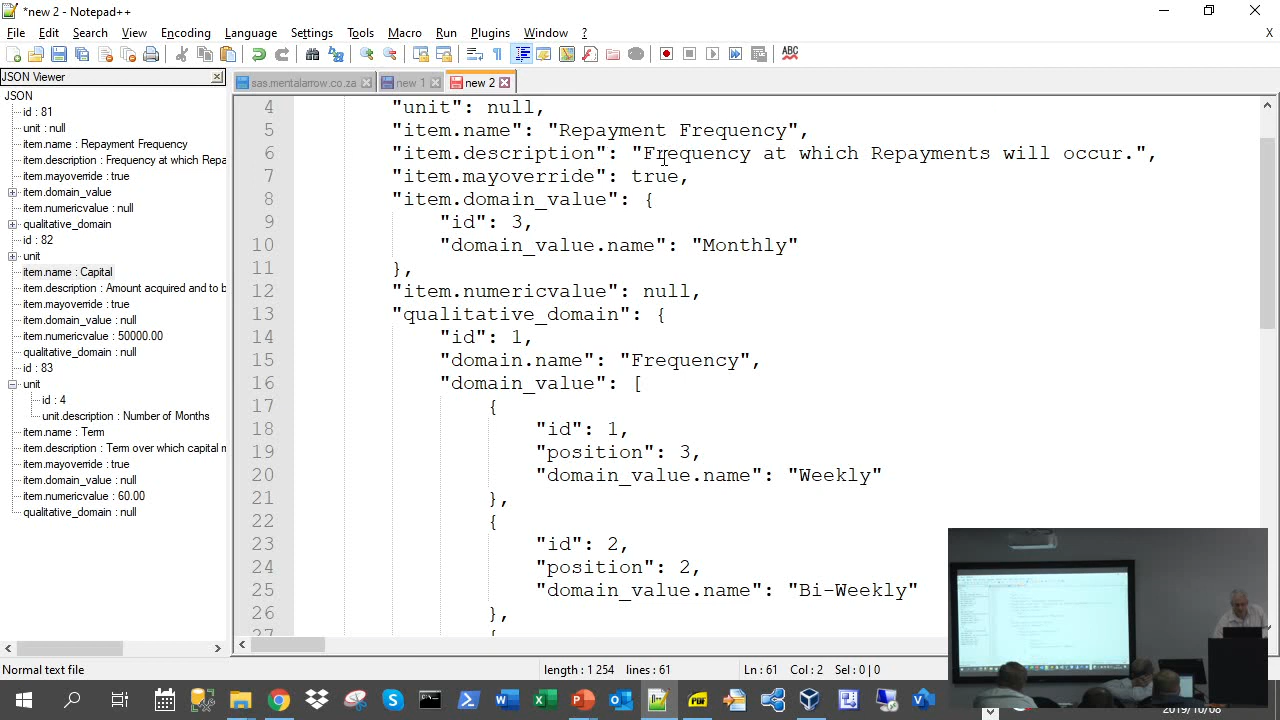 *new 2 - Notepad++
File Edit Search View Encoding Language Settings Tools Macro Run Plugins Window ? X
ABC
JSON Viewer
sas.mentalarrow.co.za new 1 new 2
JSON
id : 81
unit : null
item.name : Repayment Frequency
item.description : Frequency at which Repa
item.mayoverride : true
item.domain_value
item.numericvalue : null
qualitative_domain
id : 82
unit
item.name : Capital
item.description : Amount acquired and to b
item.mayoverride : true
item.domain_value : null
item.numericvalue : 50000.00
qualitative_domain : null
id : 83
unit
id : 4
unit.description : Number of Months
item.name : Term
item.description : Term over which capital m
item.mayoverride : true
item.domain_value : null
item.numericvalue : 60.00
qualitative_domain : null
4 "unit": null,
5 "item.name": "Repayment Frequency",
6 "item.description": "Frequency at which Repayments will occur.",
7 "item.mayoverride": true,
8 "item.domain_value": {
9 "id": 3,
10 "domain_value.name": "Monthly"
11 },
12 "item.numericvalue": null,
13 "qualitative_domain": {
14 "id": 1,
15 "domain.name": "Frequency",
16 "domain_value": [
17 {
18 "id": 1,
19 "position": 3,
20 "domain_value.name": "Weekly"
21 },
22 {
23 "id": 2,
24 "position": 2,
25 "domain_value.name": "Bi-Weekly"
26 },
27 {
Normal text file length : 1 254 lines : 61 Ln : 61 Col : 2 Sel : 0 | 0
2019/10/08